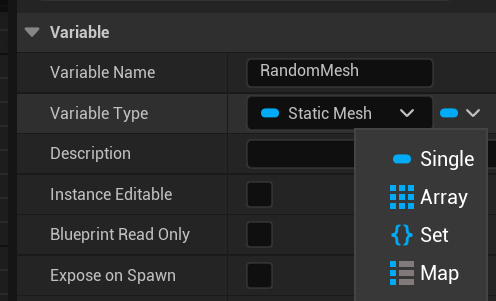 Variable
Variable Name RandomMesh
Variable Type Static Mesh
Description
Single
Instance Editable
Array
Blueprint Read Only
Set
Expose on Spawn
Map